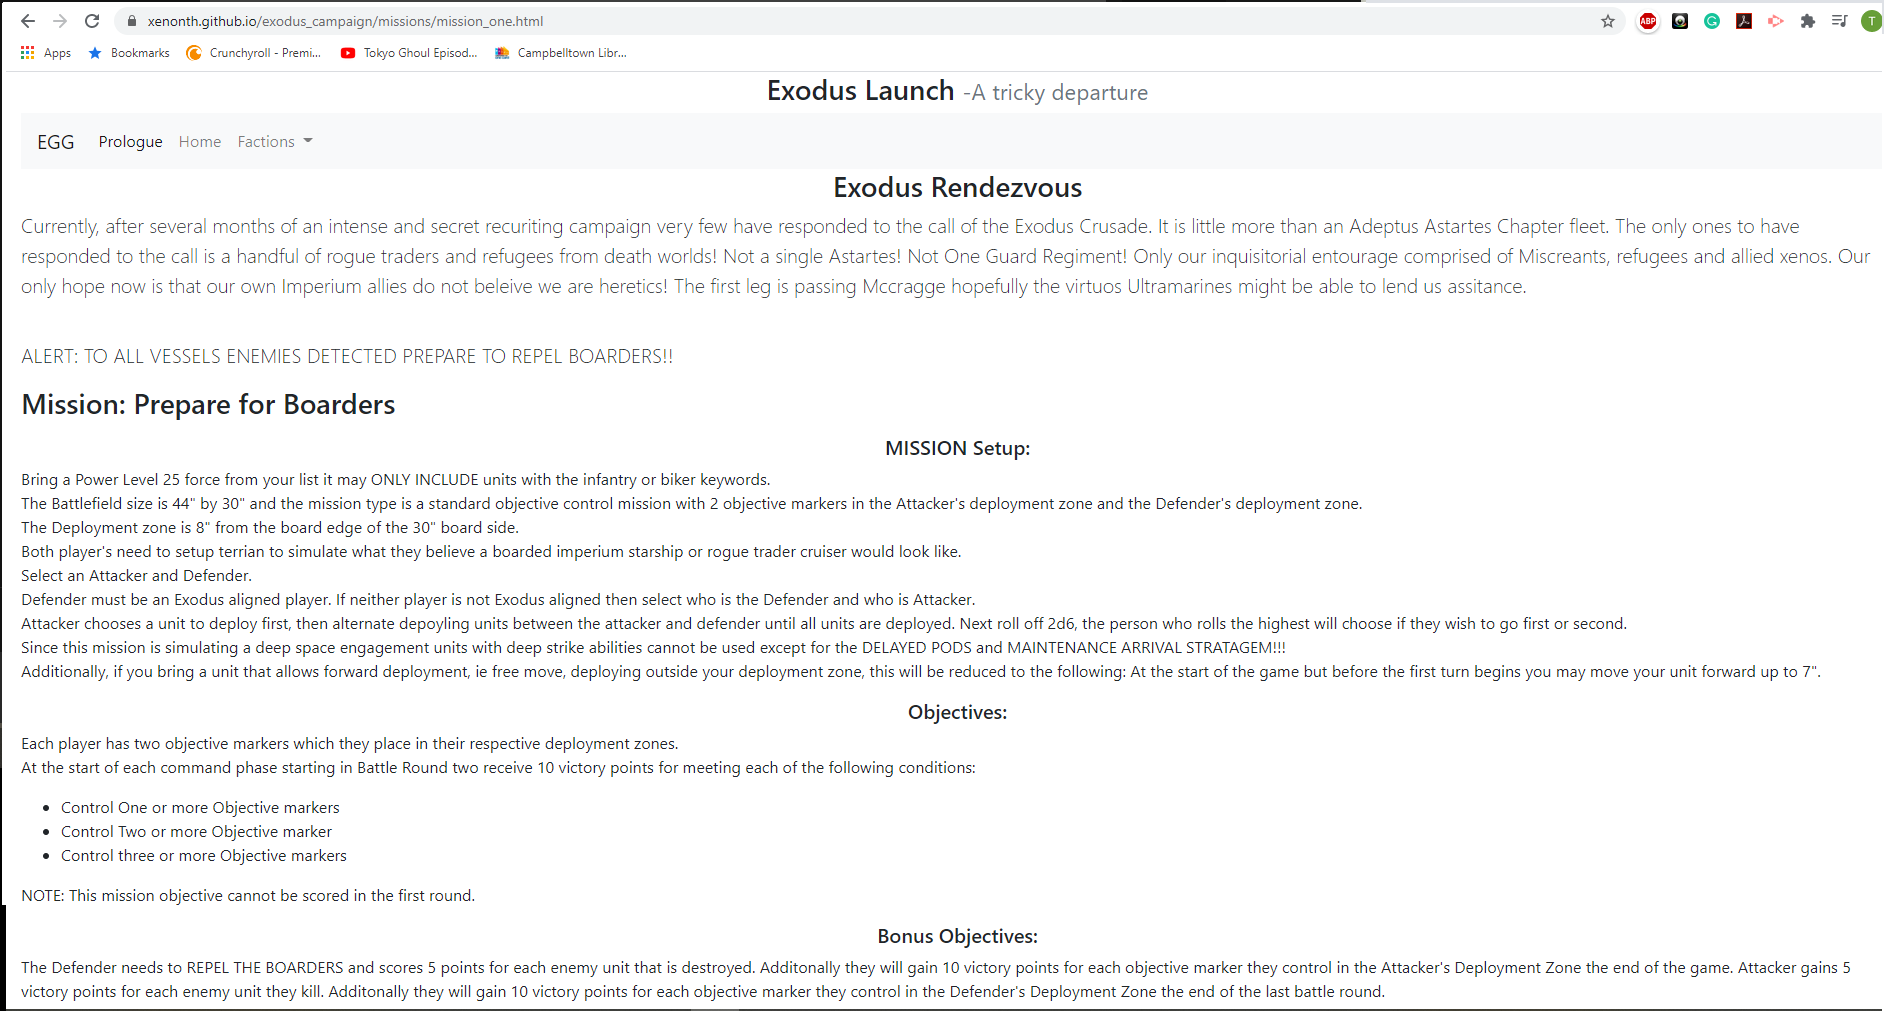 xenonth.github.io/exodus_campaign/missions/mission_one.html
ABP
T
Apps Bookmarks Crunchyroll - Premi... Tokyo Ghoul Episod... Campbelltown Libr...
Exodus Launch -A tricky departure
EGG Prologue Home Factions
Exodus Rendezvous
Currently, after several months of an intense and secret recuriting campaign very few have responded to the call of the Exodus Crusade. It is little more than an Adeptus Astartes Chapter fleet. The only ones to have
responded to the call is a handful of rogue traders and refugees from death worlds! Not a single Astartes! Not One Guard Regiment! Only our inquisitorial entourage comprised of Miscreants, refugees and allied xenos. Our
only hope now is that our own Imperium allies do not beleive we are heretics! The first leg is passing Mccragge hopefully the virtuos Ultramarines might be able to lend us assitance.
ALERT: TO ALL VESSELS ENEMIES DETECTED PREPARE TO REPEL BOARDERS!!
Mission: Prepare for Boarders
MISSION Setup:
Bring a Power Level 25 force from your list it may ONLY INCLUDE units with the infantry or biker keywords.
The Battlefield size is 44" by 30" and the mission type is a standard objective control mission with 2 objective markers in the Attacker's deployment zone and the Defender's deployment zone.
The Deployment zone is 8" from the board edge of the 30" board side.
Both player's need to setup terrian to simulate what they believe a boarded imperium starship or rogue trader cruiser would look like.
Select an Attacker and Defender.
Defender must be an Exodus aligned player. If neither player is not Exodus aligned then select who is the Defender and who is Attacker.
Attacker chooses a unit to deploy first, then alternate depoyling units between the attacker and defender until all units are deployed. Next roll off 2d6, the person who rolls the highest will choose if they wish to go first or second.
Since this mission is simulating a deep space engagement units with deep strike abilities cannot be used except for the DELAYED PODS and MAINTENANCE ARRIVAL STRATAGEM!!!
Additionally, if you bring a unit that allows forward deployment, ie free move, deploying outside your deployment zone, this will be reduced to the following: At the start of the game but before the first turn begins you may move your unit forward up to 7".
Objectives:
Each player has two objective markers which they place in their respective deployment zones.
At the start of each command phase starting in Battle Round two receive 10 victory points for meeting each of the following conditions:
• Control One or more Objective markers
• Control Two or more Objective marker
• Control three or more Objective markers
NOTE: This mission objective cannot be scored in the first round.
Bonus Objectives:
The Defender needs to REPEL THE BOARDERS and scores 5 points for each enemy unit that is destroyed. Additonally they will gain 10 victory points for each objective marker they control in the Attacker's Deployment Zone the end of the game. Attacker gains 5
victory points for each enemy unit they kill. Additonally they will gain 10 victory points for each objective marker they control in the Defender's Deployment Zone the end of the last battle round.